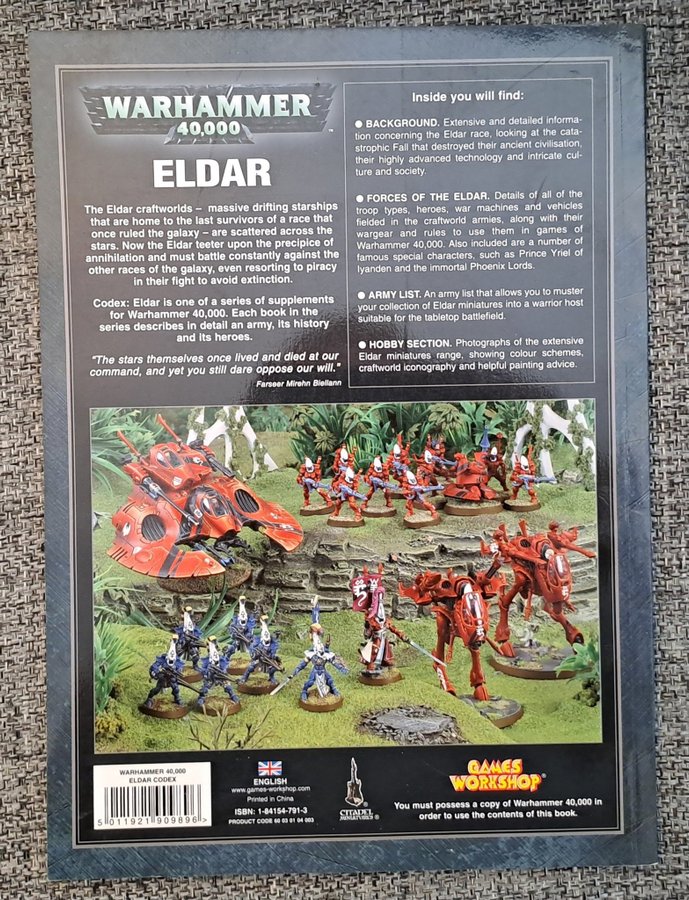 WARHAMMER
40,000
ELDAR
The Eldar craftworlds – massive drifting starships
that are home to the last survivors of a race that
once ruled the galaxy – are scattered across the
stars. Now the Eldar teeter upon the precipice of
annihilation and must battle constantly against the
other races of the galaxy, even resorting to piracy
in their fight to avoid extinction.
Codex: Eldar is one of a series of supplements
for Warhammer 40,000. Each book in the
series describes in detail an army, its history
and its heroes.
"The stars themselves once lived and died at our
command, and yet you still dare oppose our will."
Farseer Mirehn Biellann
Inside you will find:
● BACKGROUND. Extensive and detailed informa-
tion concerning the Eldar race, looking at the cata-
strophic Fall that destroyed their ancient civilisation,
their highly advanced technology and intricate cul-
ture and society.
● FORCES OF THE ELDAR. Details of all of the
troop types, heroes, war machines and vehicles
fielded in the craftworld armies, along with their
wargear and rules to use them in games of
Warhammer 40,000. Also included are a number of
famous special characters, such as Prince Yriel of
Iyanden and the immortal Phoenix Lords.
● ARMY LIST. An army list that allows you to muster
your collection of Eldar miniatures into a warrior host
suitable for the tabletop battlefield.
● HOBBY SECTION. Photographs of the extensive
Eldar miniatures range, showing colour schemes,
craftworld iconography and helpful painting advice.
WARHAMMER 40,000
ELDAR CODEX
5 011921 909896 >
ENGLISH
www.games-workshop.com
Printed in China
ISBN: 1-84154-791-3
PRODUCT CODE 60 03 01 04 003
CITADEL
MINIATURES®
GAMES
WORKSHOP®
You must possess a copy of Warhammer 40,000 in
order to use the contents of this book.